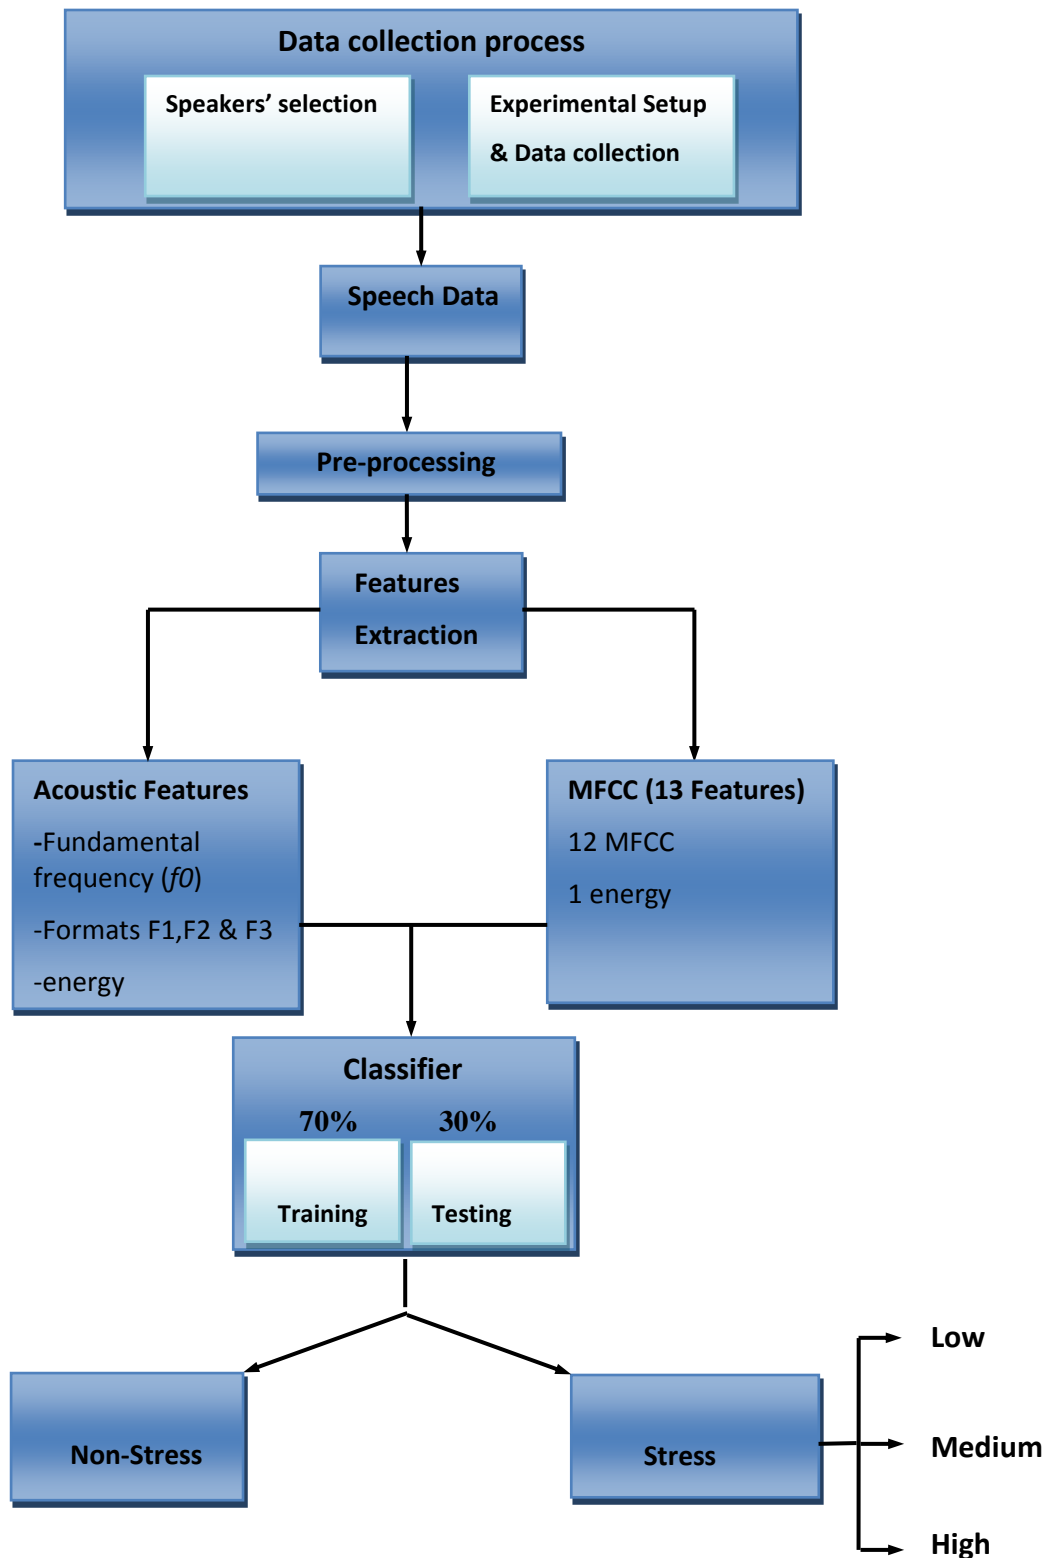 Data collection process
Speakers’ selection
Experimental Setup
& Data collection
Speech Data
Pre-processing
Features
Extraction
Acoustic Features
-Fundamental
frequency (f0)
-Formats F1,F2 & F3
-energy
MFCC (13 Features)
12 MFCC
1 energy
Classifier
70%
30%
Training
Testing
Non-Stress
Stress
Low
Medium
High